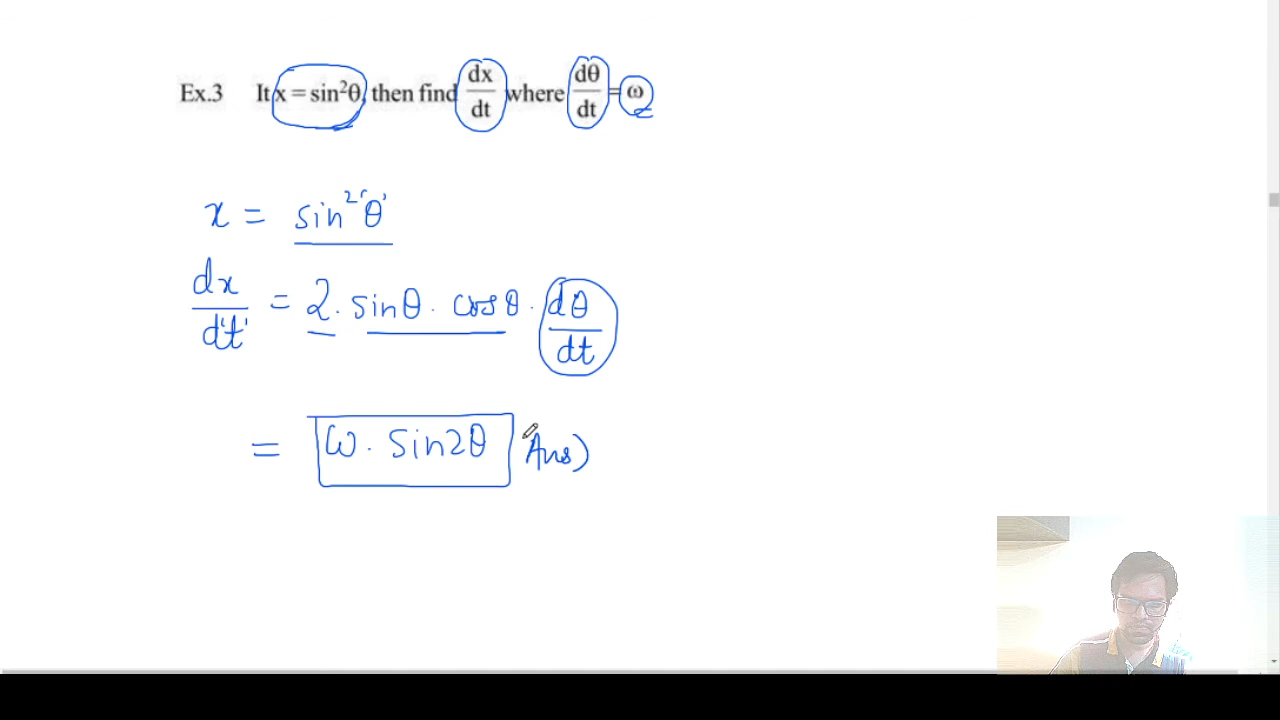 Ex.3 It x = sin²θ, then find dx/dt where dθ/dt = ω
x = sin²θ
dx/dt = 2. sinθ. cosθ. dθ/dt
= ω. Sin2θ Ans)